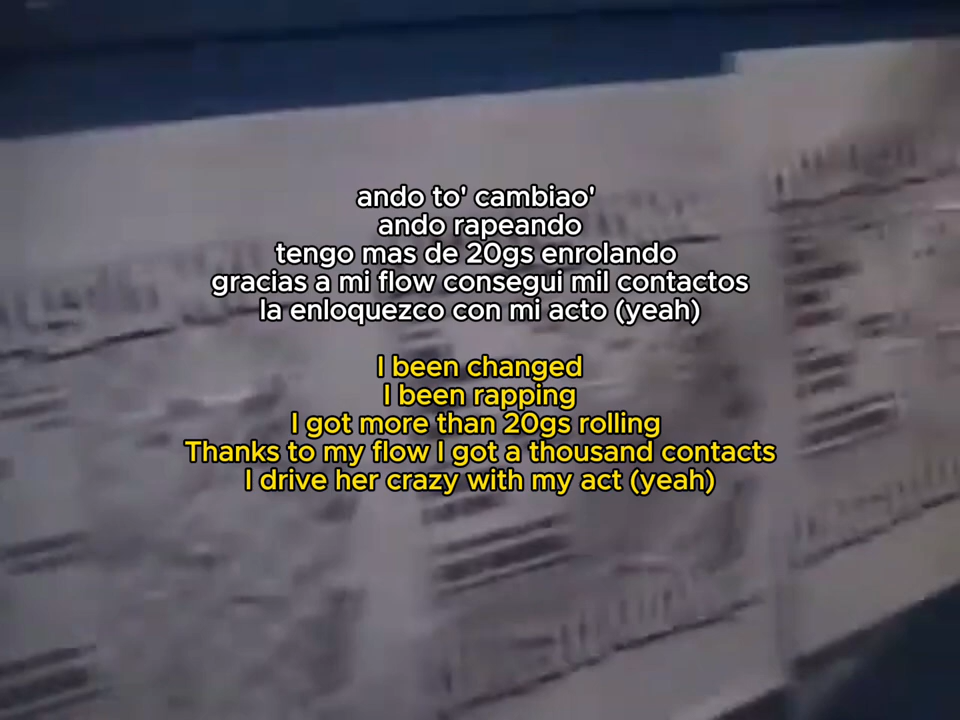 ando to' cambiao'
ando rapeando
tengo mas de 20gs enrolando
gracias a mi flow consegui mil contactos
la enloquezco con mi acto (yeah)
I been changed
I been rapping
I got more than 20gs rolling
Thanks to my flow I got a thousand contacts
I drive her crazy with my act (yeah)